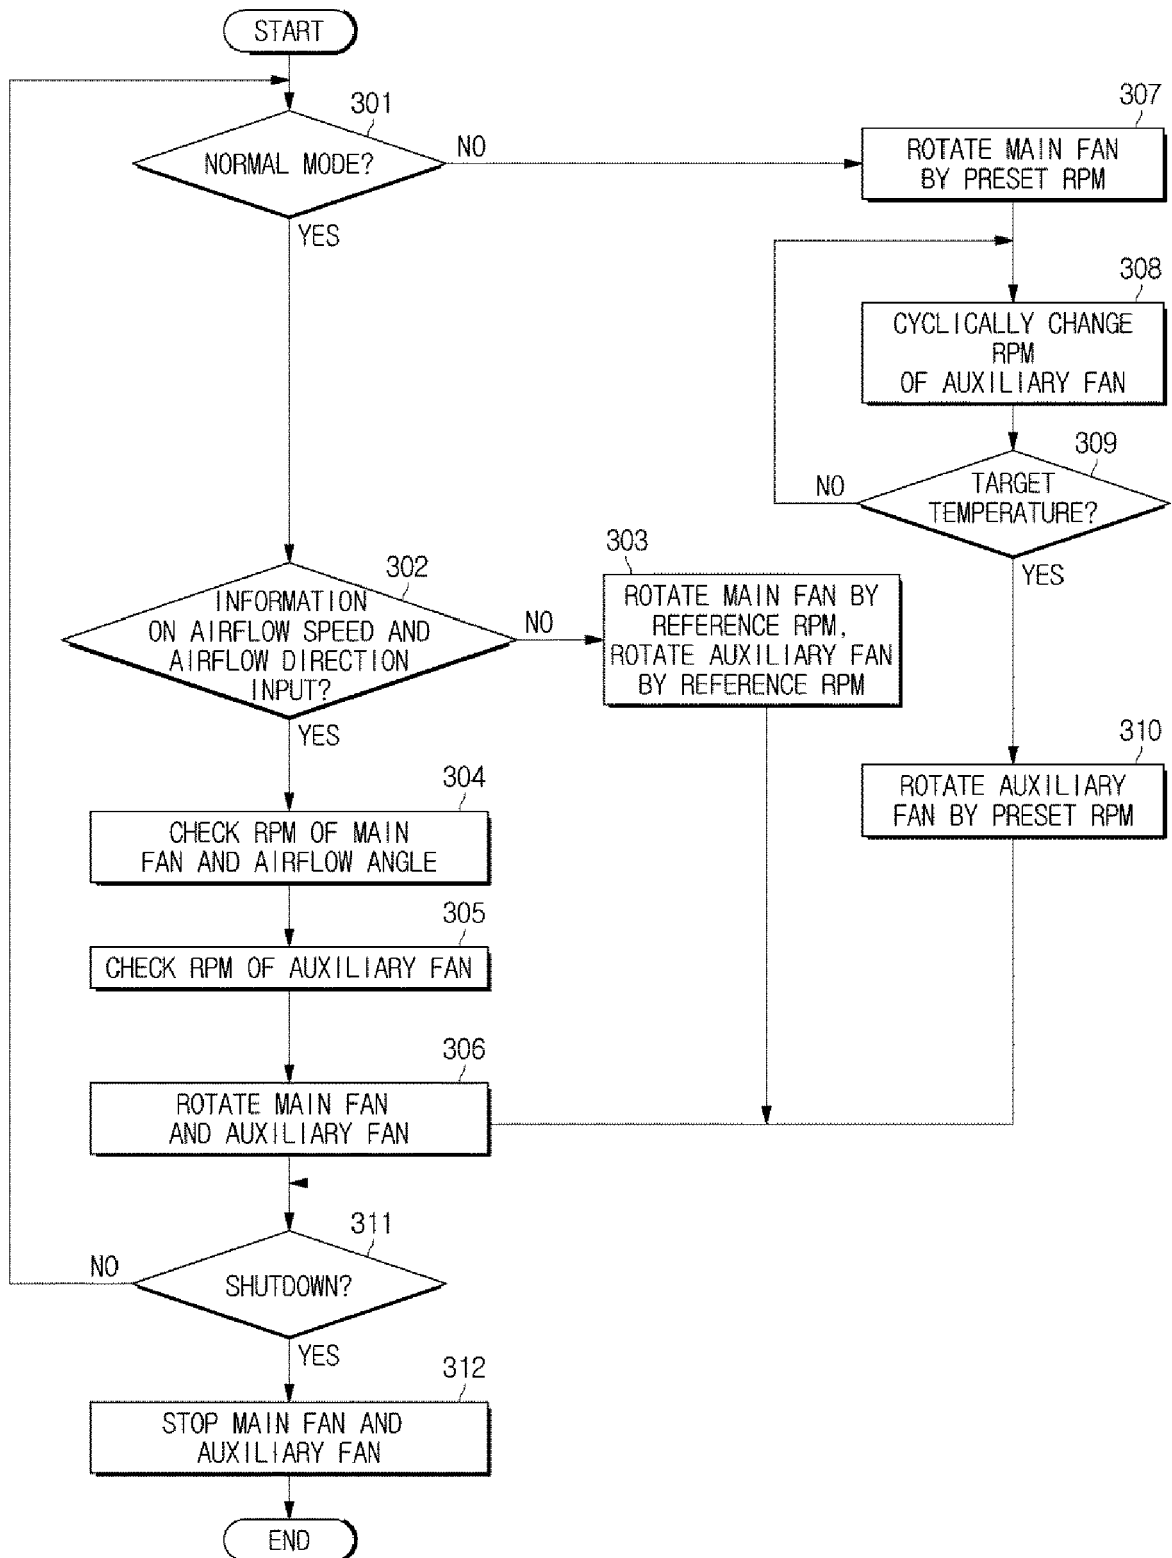 START
301
NORMAL MODE?
NO
YES
307
ROTATE MAIN FAN
BY PRESET RPM
308
CYCLICALLY CHANGE
RPM
OF AUXILIARY FAN
309
TARGET
TEMPERATURE?
NO
YES
302
INFORMATION
ON AIRFLOW SPEED AND
AIRFLOW DIRECTION
INPUT?
NO
YES
303
ROTATE MAIN FAN BY
REFERENCE RPM,
ROTATE AUXILIARY FAN
BY REFERENCE RPM
310
ROTATE AUXILIARY
FAN BY PRESET RPM
304
CHECK RPM OF MAIN
FAN AND AIRFLOW ANGLE
305
CHECK RPM OF AUXILIARY FAN
306
ROTATE MAIN FAN
AND AUXILIARY FAN
311
SHUTDOWN?
NO
YES
312
STOP MAIN FAN AND
AUXILIARY FAN
END